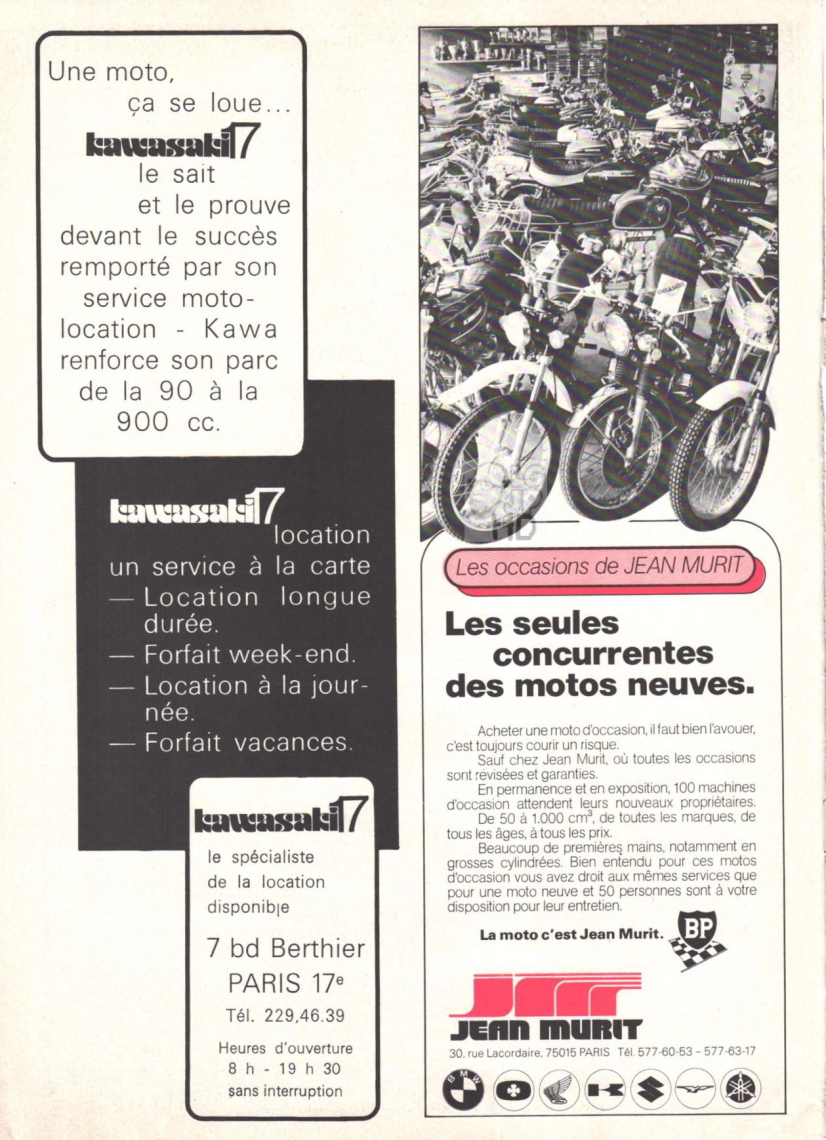 Une moto,
ça se loue...
kawasaki 17
le sait
et le prouve
devant le succès
remporté par son
service moto-
location - Kawa
renforce son parc
de la 90 à la
900 cc.
kawasaki 17
location
un service à la carte
— Location longue
durée.
— Forfait week-end.
— Location à la jour-
née.
— Forfait vacances.
kawasaki 17
le spécialiste
de la location
disponible
7 bd Berthier
PARIS 17e
Tél. 229,46.39
Heures d'ouverture
8 h - 19 h 30
sans interruption
OCCASION
Les occasions de JEAN MURIT
Les seules
concurrentes
des motos neuves.
Acheter une moto d'occasion, il faut bien l'avouer,
c'est toujours courir un risque.
Sauf chez Jean Murit, où toutes les occasions
sont révisées et garanties.
En permanence et en exposition, 100 machines
d'occasion attendent leurs nouveaux propriétaires.
De 50 à 1.000 cm³, de toutes les marques, de
tous les âges, à tous les prix.
Beaucoup de premières mains, notamment en
grosses cylindrées. Bien entendu pour ces motos
d'occasion vous avez droit aux mêmes services que
pour une moto neuve et 50 personnes sont à votre
disposition pour leur entretien.
La moto c'est Jean Murit.
BP
JEAN MURIT
30, rue Lacordaire, 75015 PARIS Tél. 577-60-53 – 577-63-17
BMW